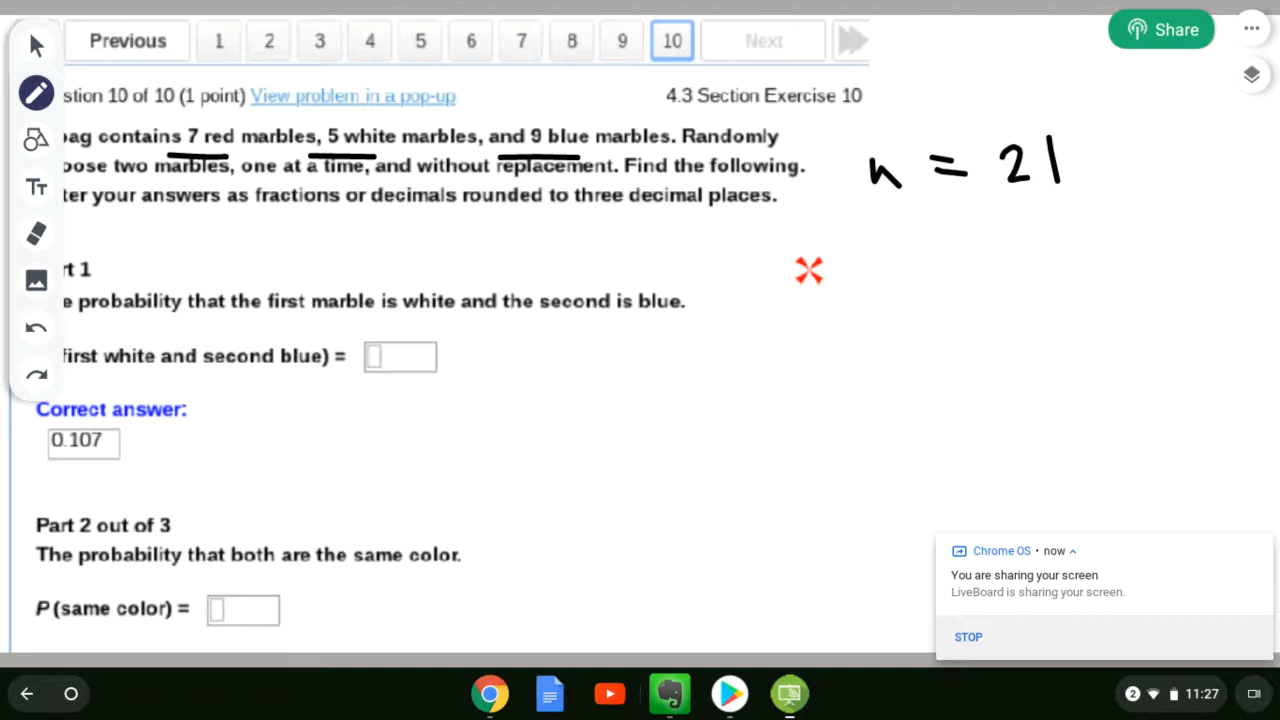 Previous 1 2 3 4 5 6 7 8 9 10 Next
Share
stion 10 of 10 (1 point) View problem in a pop-up 4.3 Section Exercise 10
bag contains 7 red marbles, 5 white marbles, and 9 blue marbles. Randomly
oose two marbles, one at a time, and without replacement. Find the following.
ter your answers as fractions or decimals rounded to three decimal places.
n = 21
Tт
rt 1
e probability that the first marble is white and the second is blue.
first white and second blue) =
Correct answer:
0.107
Part 2 out of 3
The probability that both are the same color.
P(same color) =
Chrome OS • now
You are sharing your screen
LiveBoard is sharing your screen.
STOP
2 11:27